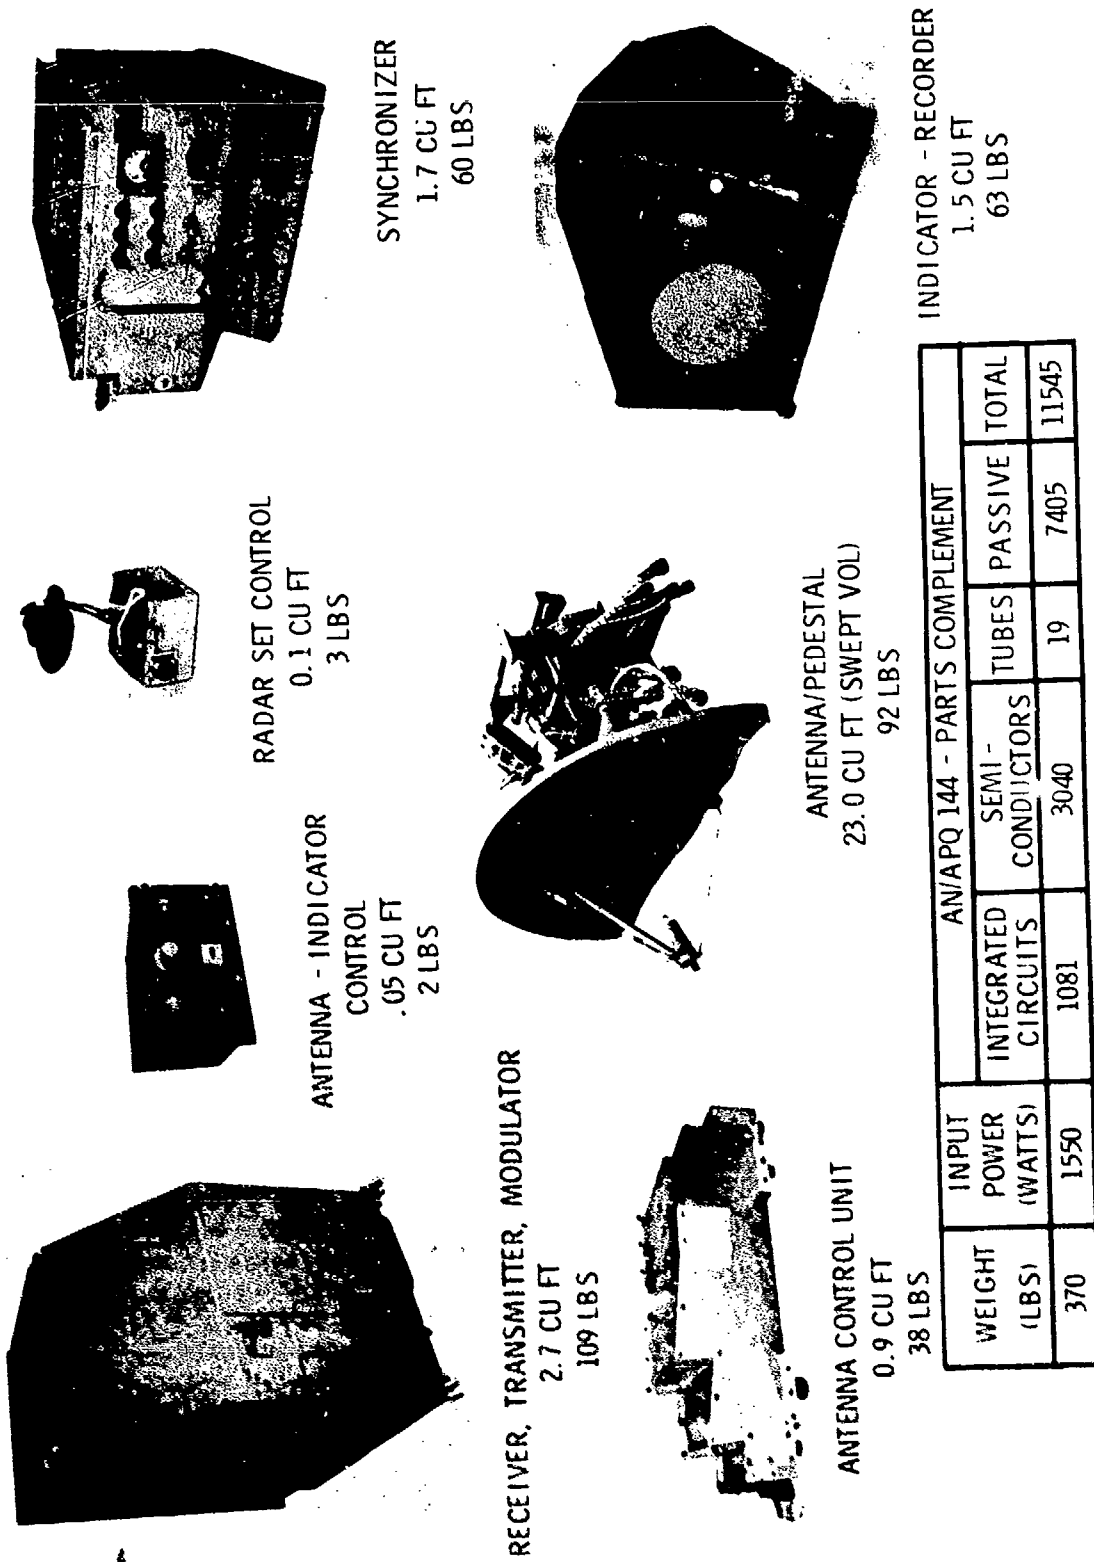 RECEIVER, TRANSMITTER, MODULATOR
2.7 CU FT
109 LBS
ANTENNA - INDICATOR
CONTROL
.05 CU FT
2 LBS
RADAR SET CONTROL
0.1 CU FT
3 LBS
SYNCHRONIZER
1.7 CU FT
60 LBS
ANTENNA CONTROL UNIT
0.9 CU FT
38 LBS
ANTENNA/PEDESTAL
23.0 CU FT (SWEPT VOL)
92 LBS
INDICATOR - RECORDER
1.5 CU FT
63 LBS
AN/APQ 144 - PARTS COMPLEMENT
WEIGHT (LBS) INPUT POWER (WATTS) INTEGRATED CIRCUITS SEMI-CONDUCTORS TUBES PASSIVE TOTAL
370 1550 1081 3040 19 7405 11545